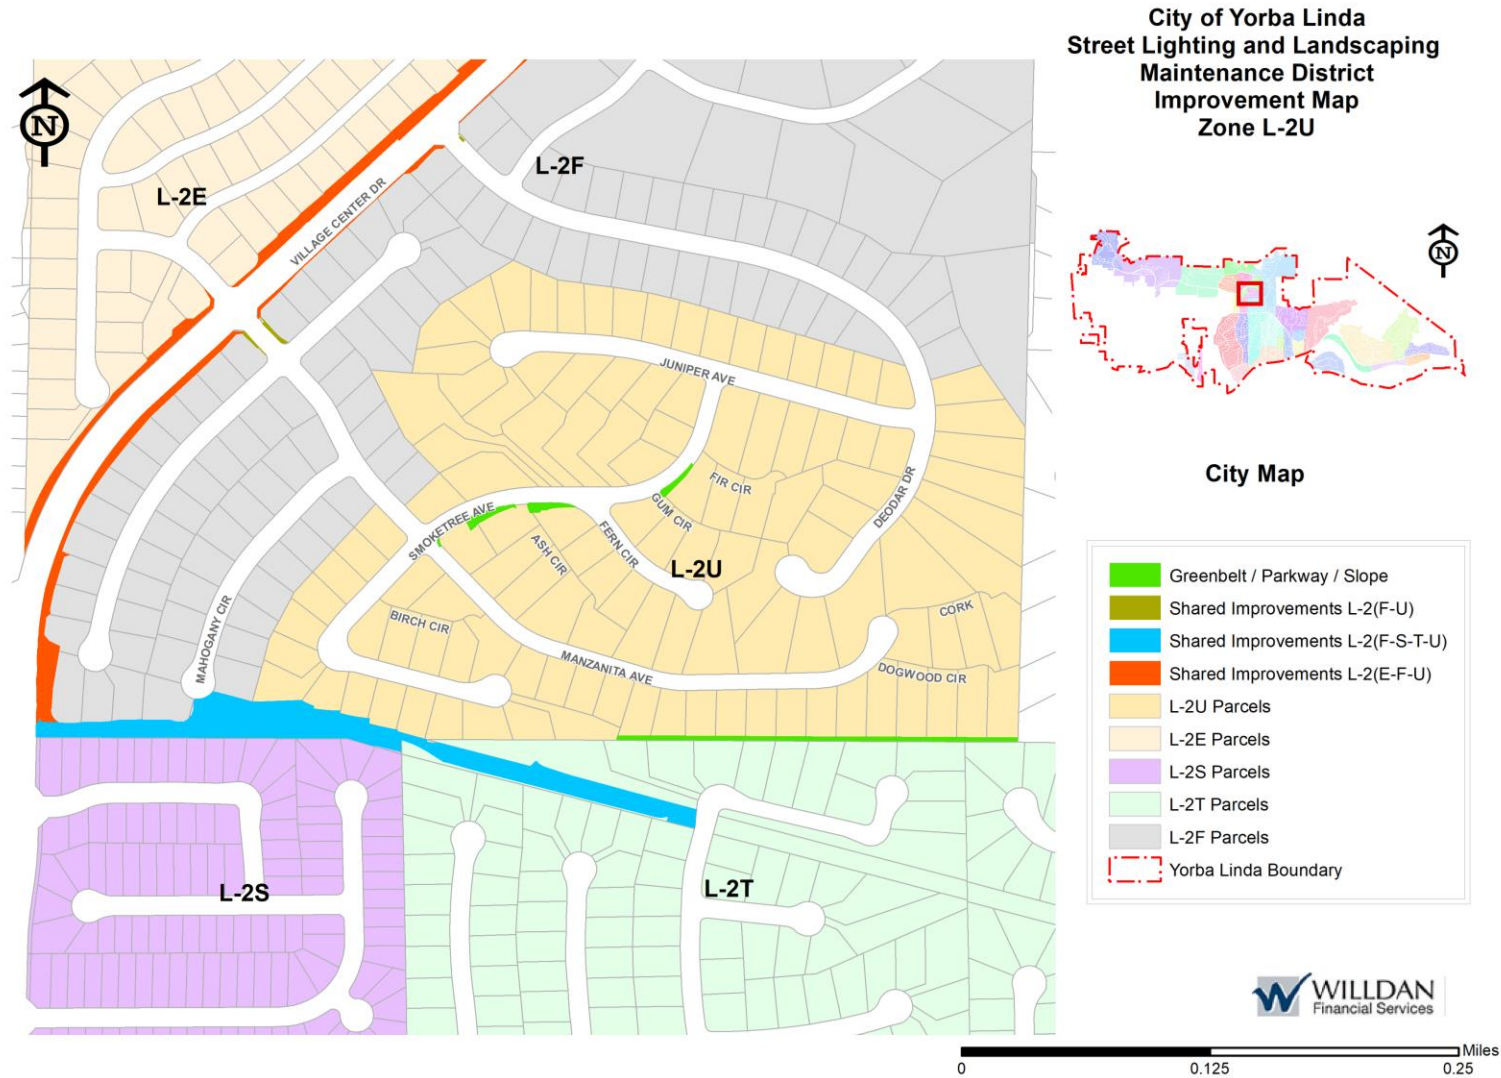 City of Yorba Linda
Street Lighting and Landscaping
Maintenance District
Improvement Map
Zone L-2U
N
L-2E
L-2F
VILLAGE CENTER DR
N
JUNIPER AVE
FIR CIR
GUM CIR
DEODAR DR
SMOKETREE AVE
ASH CIR
FERN CIR
L-2U
BIRCH CIR
CORK
MAHOGANY CIR
MANZANITA AVE
DOGWOOD CIR
L-2S
L-2T
City Map
Greenbelt / Parkway / Slope
Shared Improvements L-2(F-U)
Shared Improvements L-2(F-S-T-U)
Shared Improvements L-2(E-F-U)
L-2U Parcels
L-2E Parcels
L-2S Parcels
L-2T Parcels
L-2F Parcels
Yorba Linda Boundary
W WILLDAN
Financial Services
Miles
0 0.125 0.25